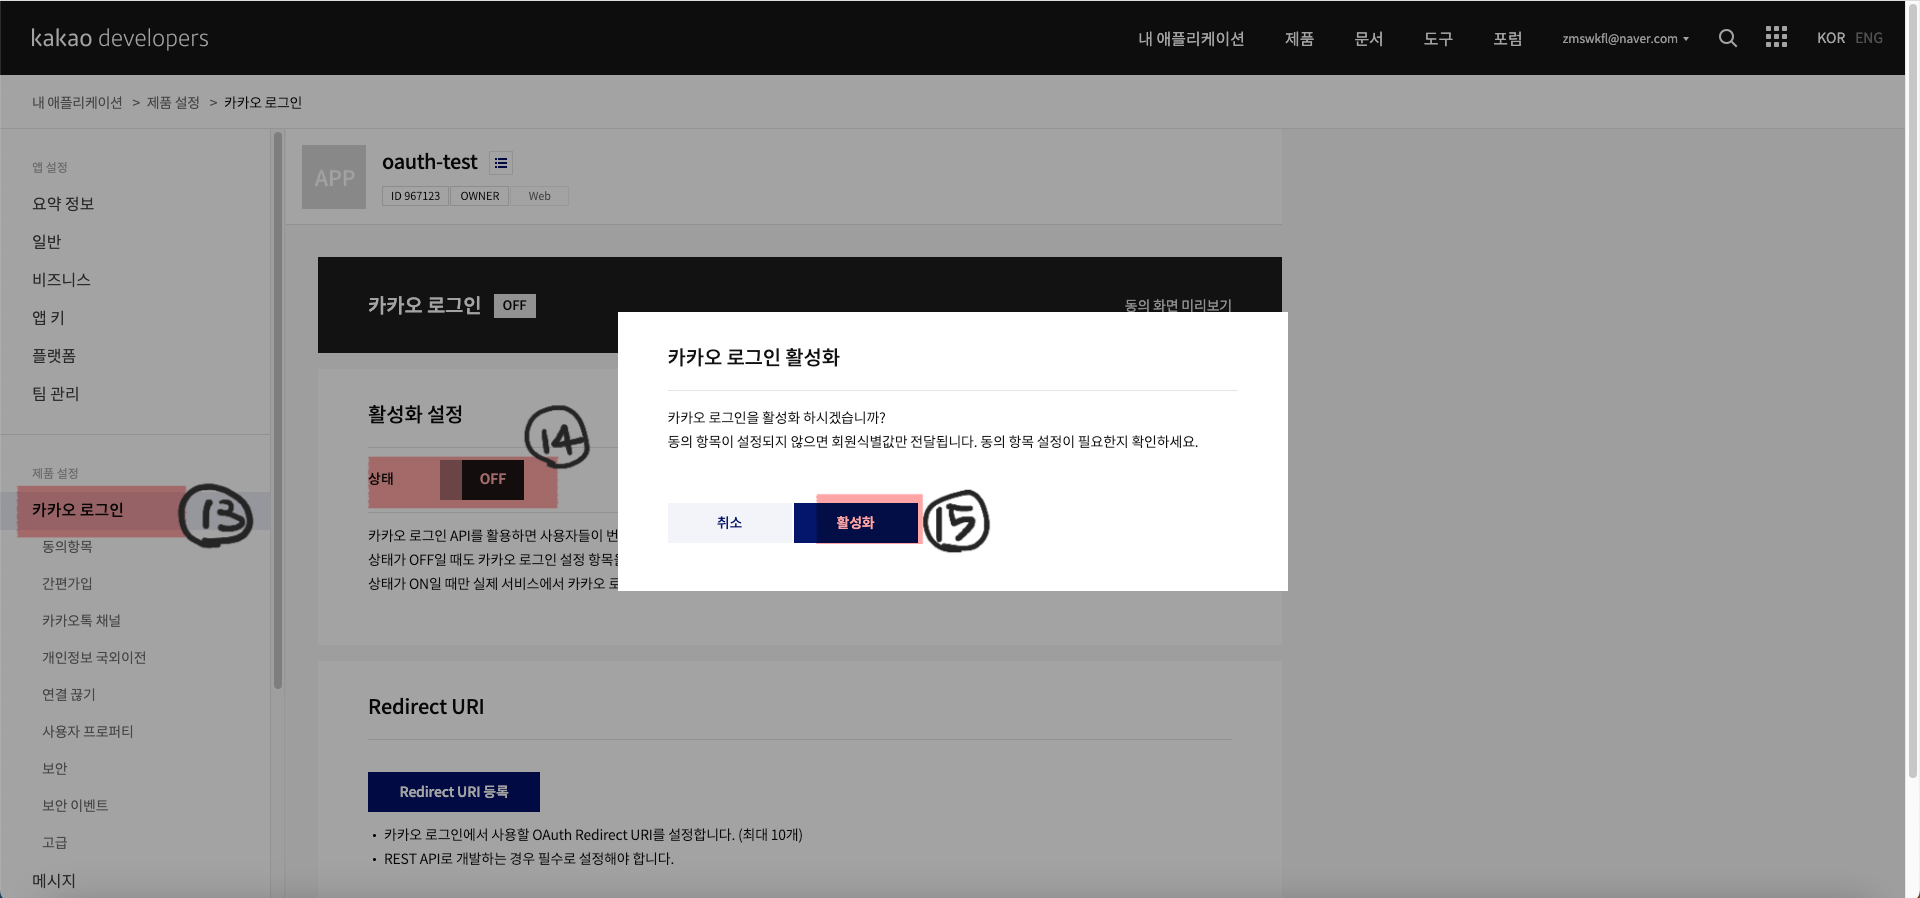 kakao developers
내 애플리케이션 제품 문서 도구 포럼 zmswkfl@naver.com KOR ENG
내 애플리케이션 > 제품 설정 > 카카오 로그인
앱 설정
요약 정보
일반
비즈니스
앱 키
플랫폼
팀 관리
제품 설정
카카오 로그인
13
동의항목
간편가입
카카오톡 채널
개인정보 국외이전
연결 끊기
사용자 프로퍼티
보안
보안 이벤트
고급
메시지
APP
oauth-test
ID 967123 OWNER Web
카카오 로그인 OFF
동의 화면 미리보기
활성화 설정
14
상태 OFF
카카오 로그인 API를 활용하면 사용자들이 번
상태가 OFF일 때도 카카오 로그인 설정 항목을
상태가 ON일 때만 실제 서비스에서 카카오 로
카카오 로그인 활성화
카카오 로그인을 활성화 하시겠습니까?
동의 항목이 설정되지 않으면 회원식별값만 전달됩니다. 동의 항목 설정이 필요한지 확인하세요.
취소 활성화
15
Redirect URI
Redirect URI 등록
• 카카오 로그인에서 사용할 OAuth Redirect URI를 설정합니다. (최대 10개)
• REST API로 개발하는 경우 필수로 설정해야 합니다.